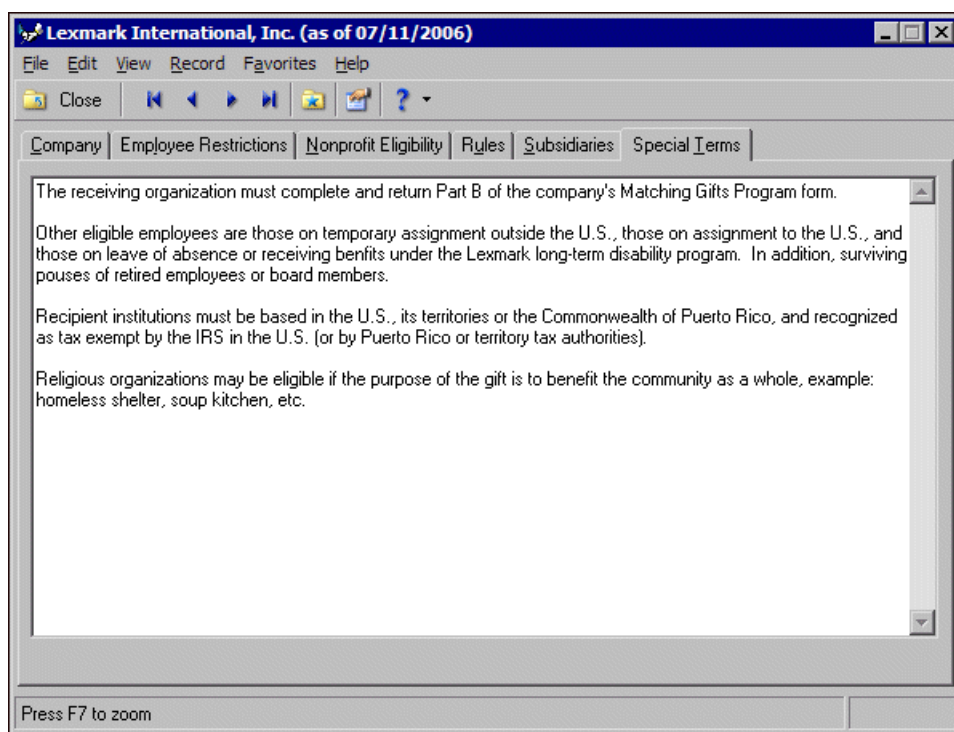 Lexmark International, Inc. (as of 07/11/2006)
File Edit View Record Favorites Help
Close
Company Employee Restrictions Nonprofit Eligibility Rules Subsidiaries Special Terms
The receiving organization must complete and return Part B of the company's Matching Gifts Program form.
Other eligible employees are those on temporary assignment outside the U.S., those on assignment to the U.S., and
those on leave of absence or receiving benfits under the Lexmark long-term disability program. In addition, surviving
pouses of retired employees or board members.
Recipient institutions must be based in the U.S., its territories or the Commonwealth of Puerto Rico, and recognized
as tax exempt by the IRS in the U.S. (or by Puerto Rico or territory tax authorities).
Religious organizations may be eligible if the purpose of the gift is to benefit the community as a whole, example:
homeless shelter, soup kitchen, etc.
Press F7 to zoom